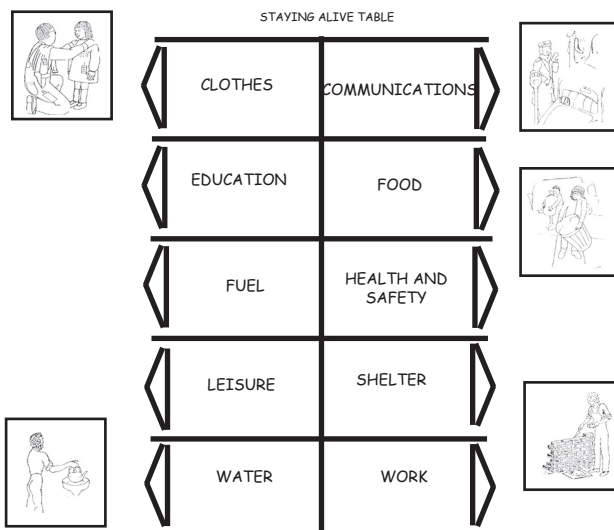 STAYING ALIVE TABLE
CLOTHES
COMMUNICATIONS
EDUCATION
FOOD
FUEL
HEALTH AND
SAFETY
LEISURE
SHELTER
WATER
WORK